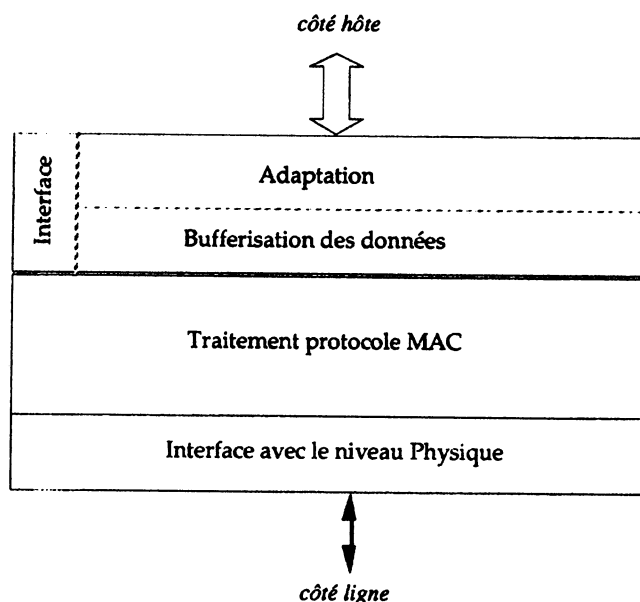 côté hôte
Interface
Adaptation
Bufferisation des données
Traitement protocole MAC
Interface avec le niveau Physique
côté ligne